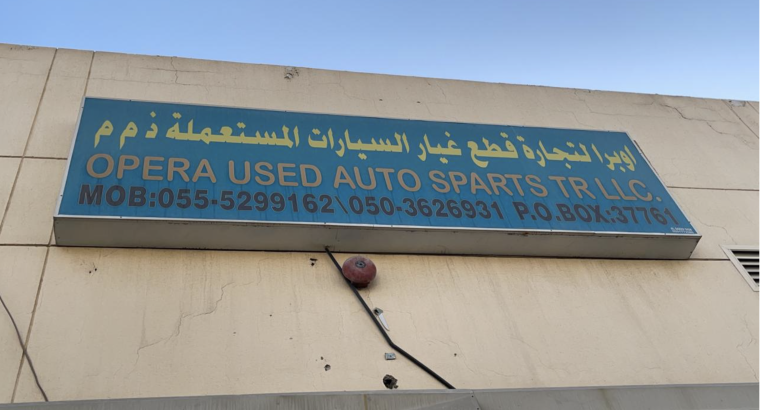 اوبرا لتجارة قطع غيار السيارات المستعملة ذ م م
OPERA USED AUTO SPARTS TR LLC.
MOB:055-5299162\050-3626931 P.O.BOX:37761